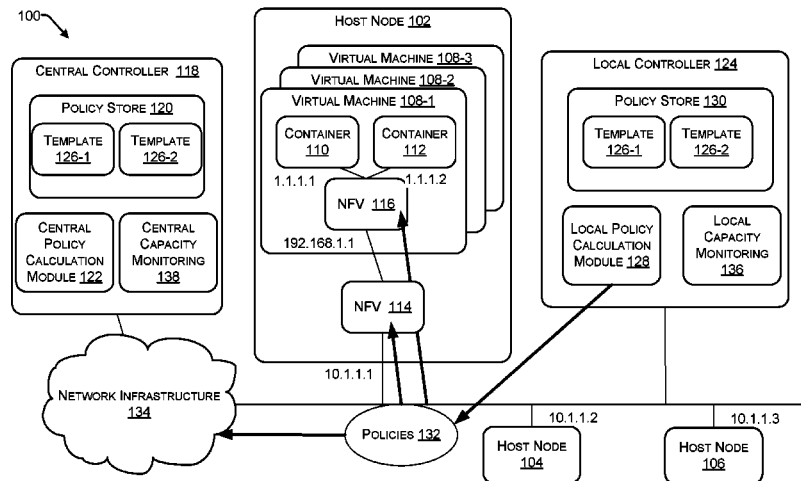 100
CENTRAL CONTROLLER 118
POLICY STORE 120
TEMPLATE
126-1
TEMPLATE
126-2
CENTRAL
POLICY
CALCULATION
MODULE 122
CENTRAL
CAPACITY
MONITORING
138
HOST NODE 102
VIRTUAL MACHINE 108-3
VIRTUAL MACHINE 108-2
VIRTUAL MACHINE 108-1
CONTAINER
110
CONTAINER
112
1.1.1.1
1.1.1.2
NFV 116
192.168.1.1
NFV 114
10.1.1.1
LOCAL CONTROLLER 124
POLICY STORE 130
TEMPLATE
126-1
TEMPLATE
126-2
LOCAL POLICY
CALCULATION
MODULE 128
LOCAL
CAPACITY
MONITORING
136
NETWORK INFRASTRUCTURE
134
POLICIES 132
10.1.1.2
HOST NODE
104
10.1.1.3
HOST NODE
106